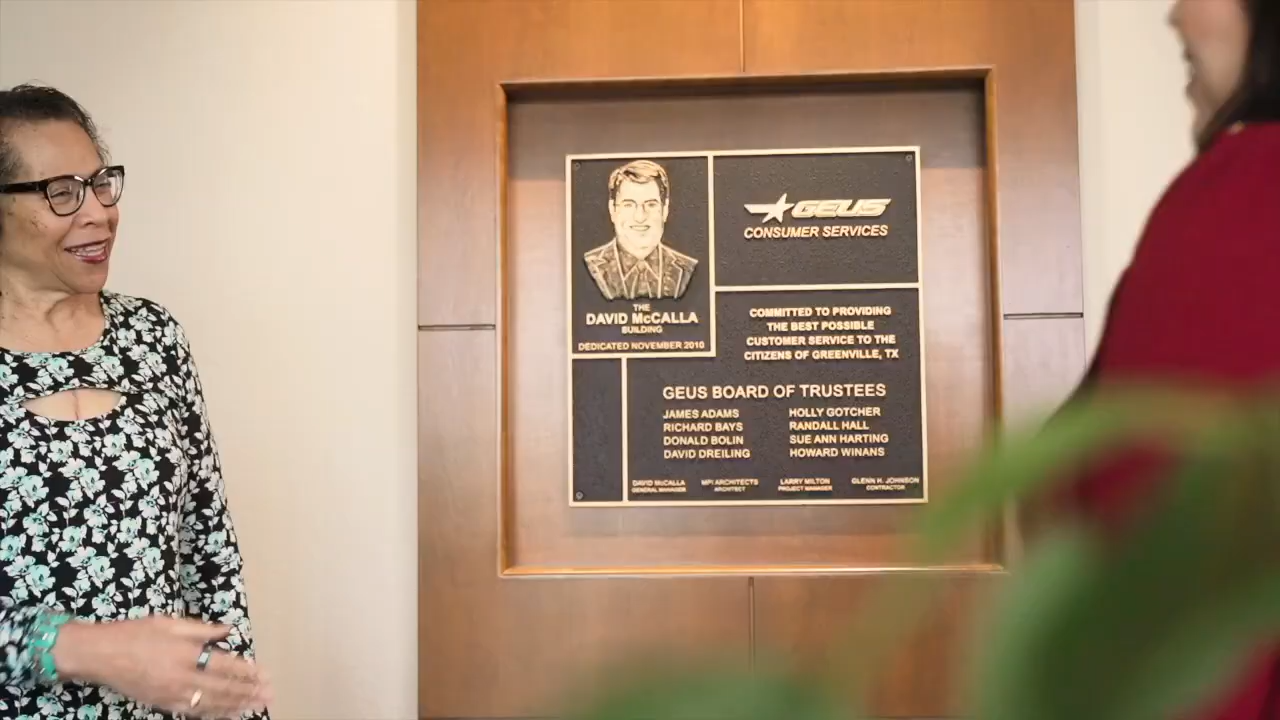 THE
DAVID McCALLA
BUILDING
DEDICATED NOVEMBER 2010
GEUS
CONSUMER SERVICES
COMMITTED TO PROVIDING
THE BEST POSSIBLE
CUSTOMER SERVICE TO THE
CITIZENS OF GREENVILLE, TX
GEUS BOARD OF TRUSTEES
JAMES ADAMS
RICHARD BAYS
DONALD BOLIN
DAVID DREILING
HOLLY GOTCHER
RANDALL HALL
SUE ANN HARTING
HOWARD WINANS
DAVID McCALLA
GENERAL MANAGER
MPI ARCHITECTS
ARCHITECT
LARRY MILTON
PROJECT MANAGER
GLENN H. JOHNSON
CONTRACTOR